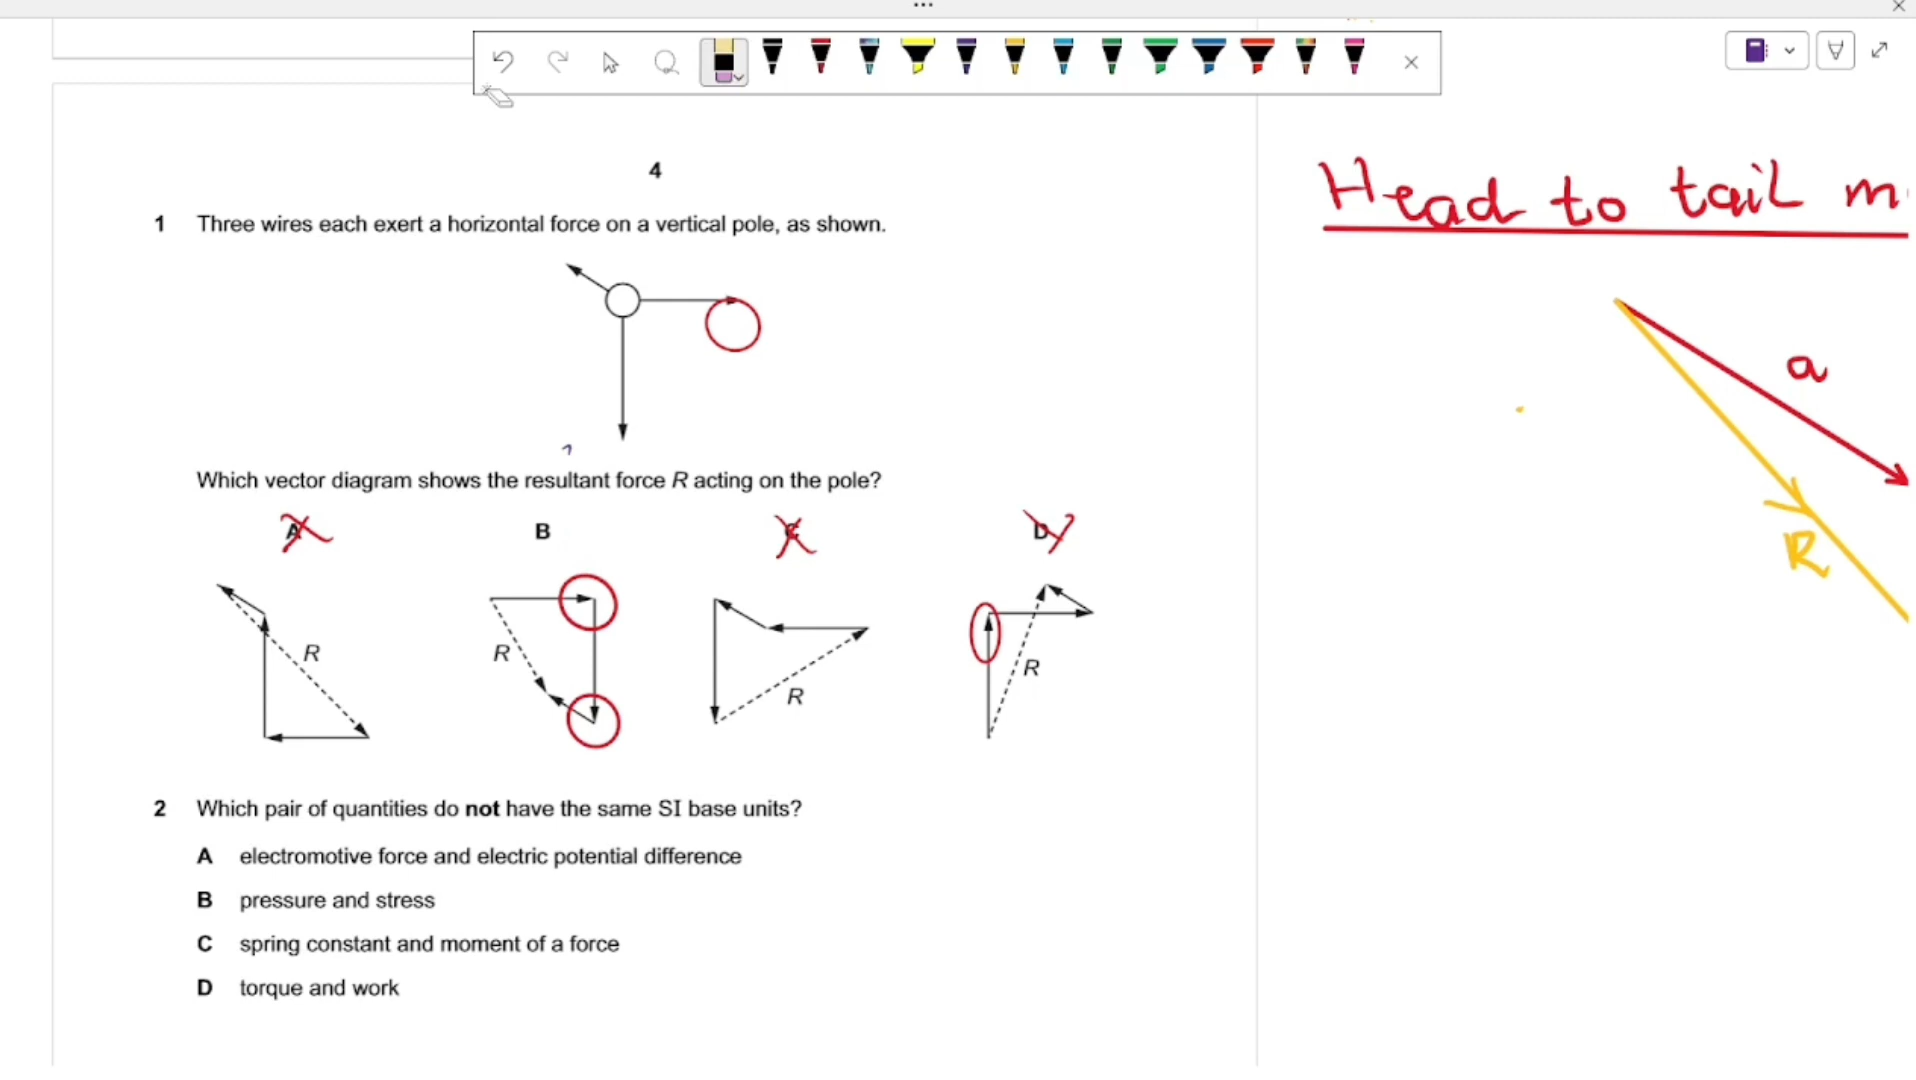 4
Head to tail m
1 Three wires each exert a horizontal force on a vertical pole, as shown.
a
Which vector diagram shows the resultant force R acting on the pole?
A B C D
R
R R R R
2 Which pair of quantities do not have the same SI base units?
A electromotive force and electric potential difference
B pressure and stress
C spring constant and moment of a force
D torque and work